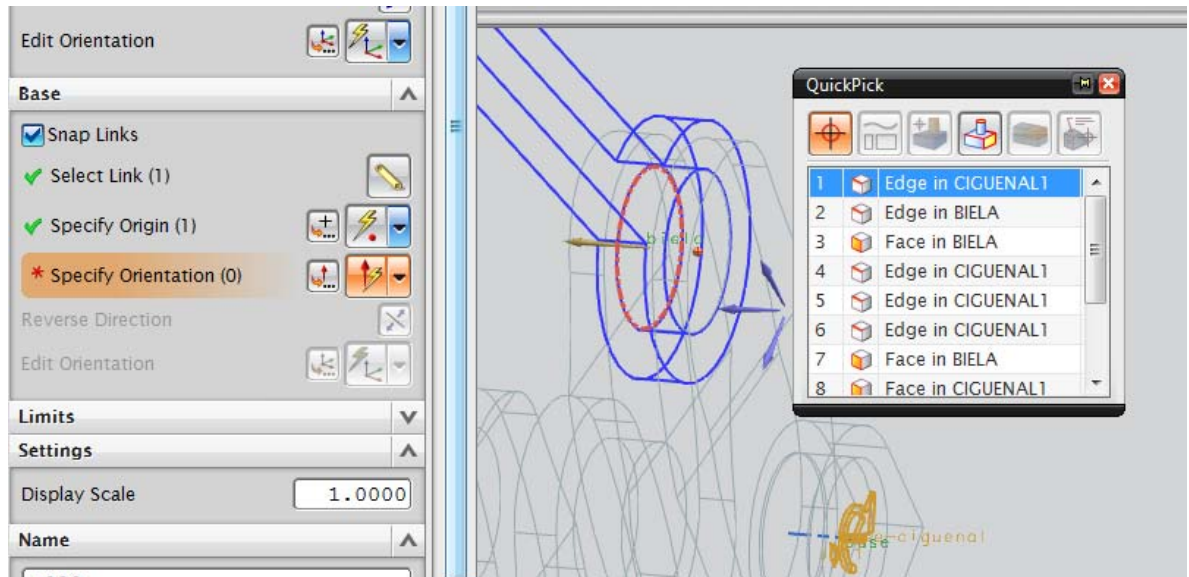 Edit Orientation
Base
Snap Links
Select Link (1)
Specify Origin (1)
* Specify Orientation (0)
Reverse Direction
Edit Orientation
Limits
Settings
Display Scale 1.0000
Name
QuickPick
1 Edge in CIGUENAL1
2 Edge in BIELA
3 Face in BIELA
4 Edge in CIGUENAL1
5 Edge in CIGUENAL1
6 Edge in CIGUENAL1
7 Face in BIELA
8 Face in CIGUENAL1
biela